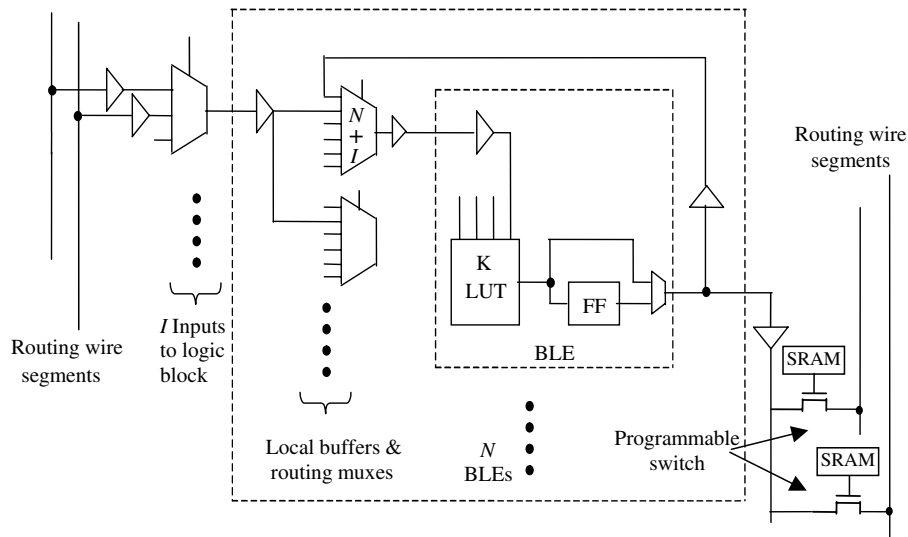 Routing wire
segments
I Inputs
to logic
block
N
+
I
Local buffers &
routing muxes
K
LUT
FF
BLE
N
BLEs
Routing wire
segments
SRAM
Programmable
switch
SRAM